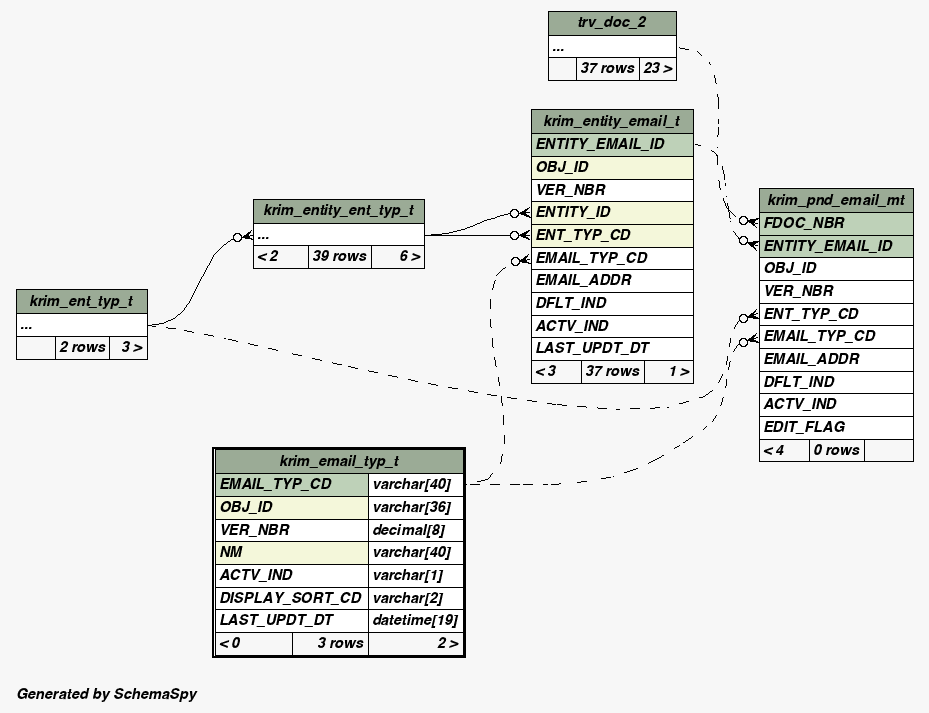 trv_doc_2
...
37 rows 23 >
krim_entity_email_t
ENTITY_EMAIL_ID
OBJ_ID
VER_NBR
ENTITY_ID
ENT_TYP_CD
EMAIL_TYP_CD
EMAIL_ADDR
DFLT_IND
ACTV_IND
LAST_UPDT_DT
< 3 37 rows 1 >
krim_pnd_email_mt
FDOC_NBR
ENTITY_EMAIL_ID
OBJ_ID
VER_NBR
ENT_TYP_CD
EMAIL_TYP_CD
EMAIL_ADDR
DFLT_IND
ACTV_IND
EDIT_FLAG
< 4 0 rows
krim_entity_ent_typ_t
...
< 2 39 rows 6 >
krim_ent_typ_t
...
2 rows 3 >
krim_email_typ_t
EMAIL_TYP_CD varchar[40]
OBJ_ID varchar[36]
VER_NBR decimal[8]
NM varchar[40]
ACTV_IND varchar[1]
DISPLAY_SORT_CD varchar[2]
LAST_UPDT_DT datetime[19]
< 0 3 rows 2 >
Generated by SchemaSpy